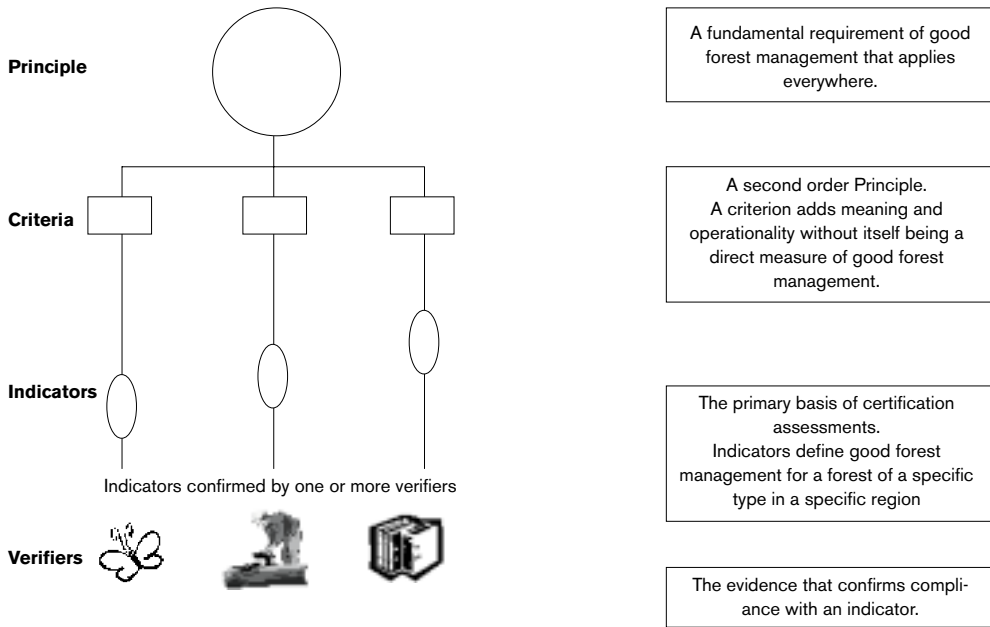 Principle
A fundamental requirement of good
forest management that applies
everywhere.
Criteria
A second order Principle.
A criterion adds meaning and
operationality without itself being a
direct measure of good forest
management.
Indicators
The primary basis of certification
assessments.
Indicators define good forest
management for a forest of a specific
type in a specific region
Indicators confirmed by one or more verifiers
Verifiers
The evidence that confirms compli-
ance with an indicator.